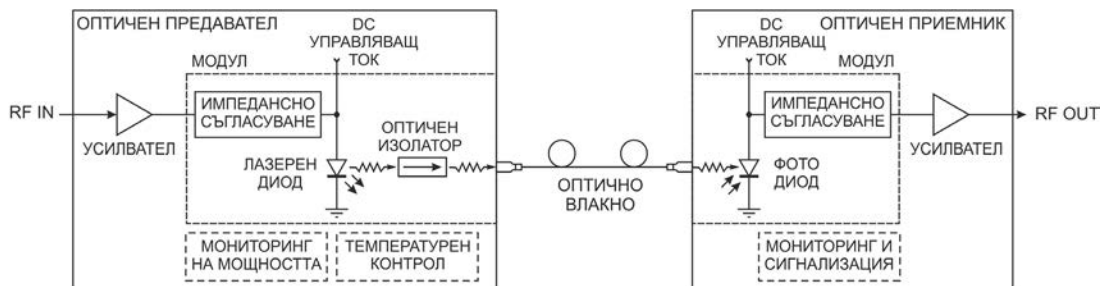 ОПТИЧЕН ПРЕДАВАТЕЛ
DC
УПРАВЛЯВАЩ
ТОК
МОДУЛ
RF IN
УСИЛВАТЕЛ
ИМПЕДАНСНО
СЪГЛАСУВАНЕ
ОПТИЧЕН
ИЗОЛАТОР
ЛАЗЕРЕН
ДИОД
МОНИТОРИНГ
НА МОЩНОСТТА
ТЕМПЕРАТУРЕН
КОНТРОЛ
ОПТИЧНО
ВЛАКНО
ОПТИЧЕН ПРИЕМНИК
DC
УПРАВЛЯВАЩ
ТОК
МОДУЛ
ИМПЕДАНСНО
СЪГЛАСУВАНЕ
УСИЛВАТЕЛ
RF OUT
ФОТО
ДИОД
МОНИТОРИНГ И
СИГНАЛИЗАЦИЯ